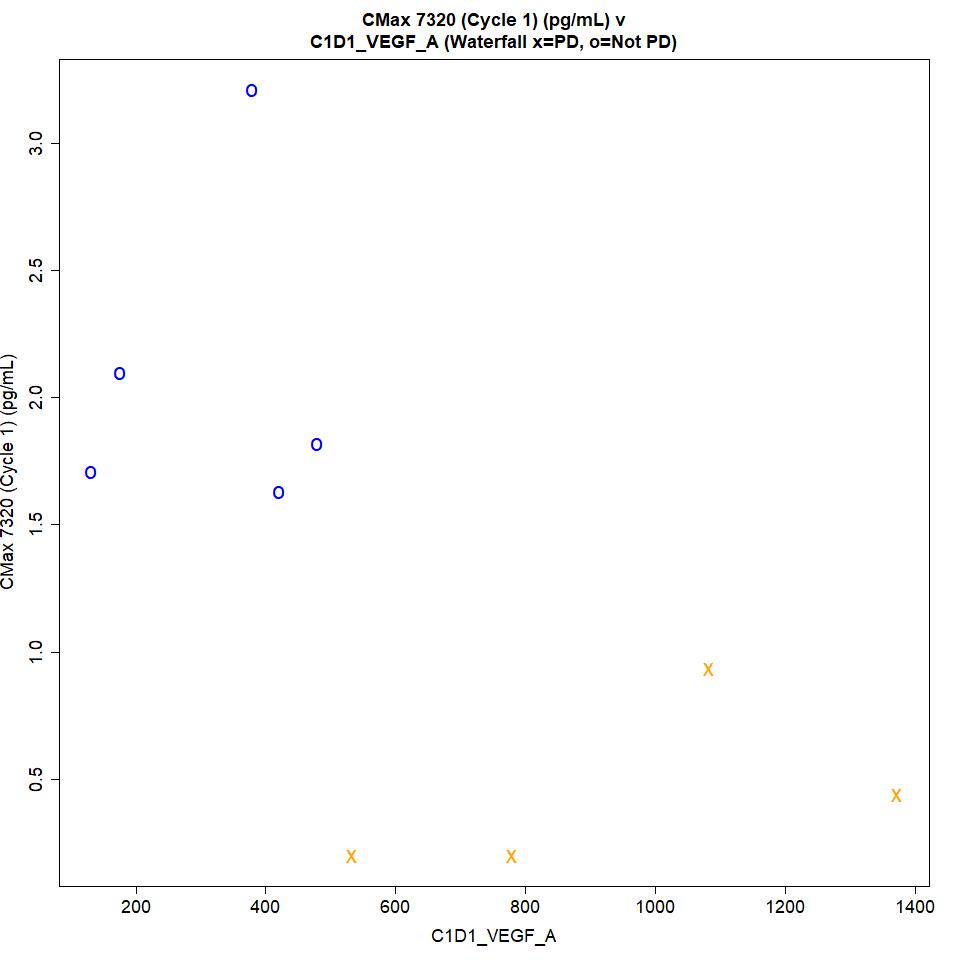 CMax 7320 (Cycle 1) (pg/mL) v
C1D1_VEGF_A (Waterfall x=PD, o=Not PD)
CMax 7320 (Cycle 1) (pg/mL)
3.0
2.5
2.0
1.5
1.0
0.5
o
o
o
o
o
x
x
x
x
200 400 600 800 1000 1200 1400
C1D1_VEGF_A